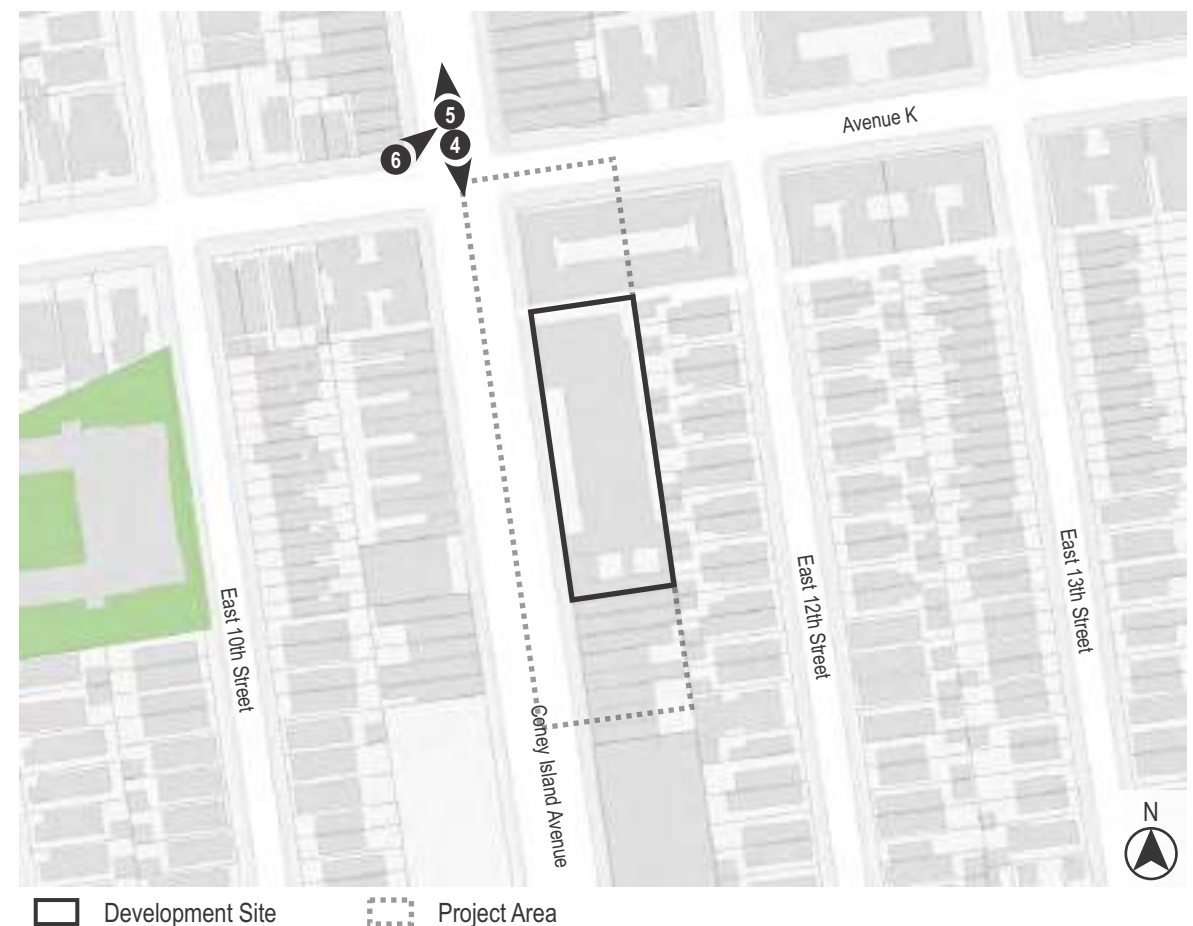 Avenue K
5
4
6
East 10th Street
Coney Island Avenue
East 12th Street
East 13th Street
N
Development Site
Project Area